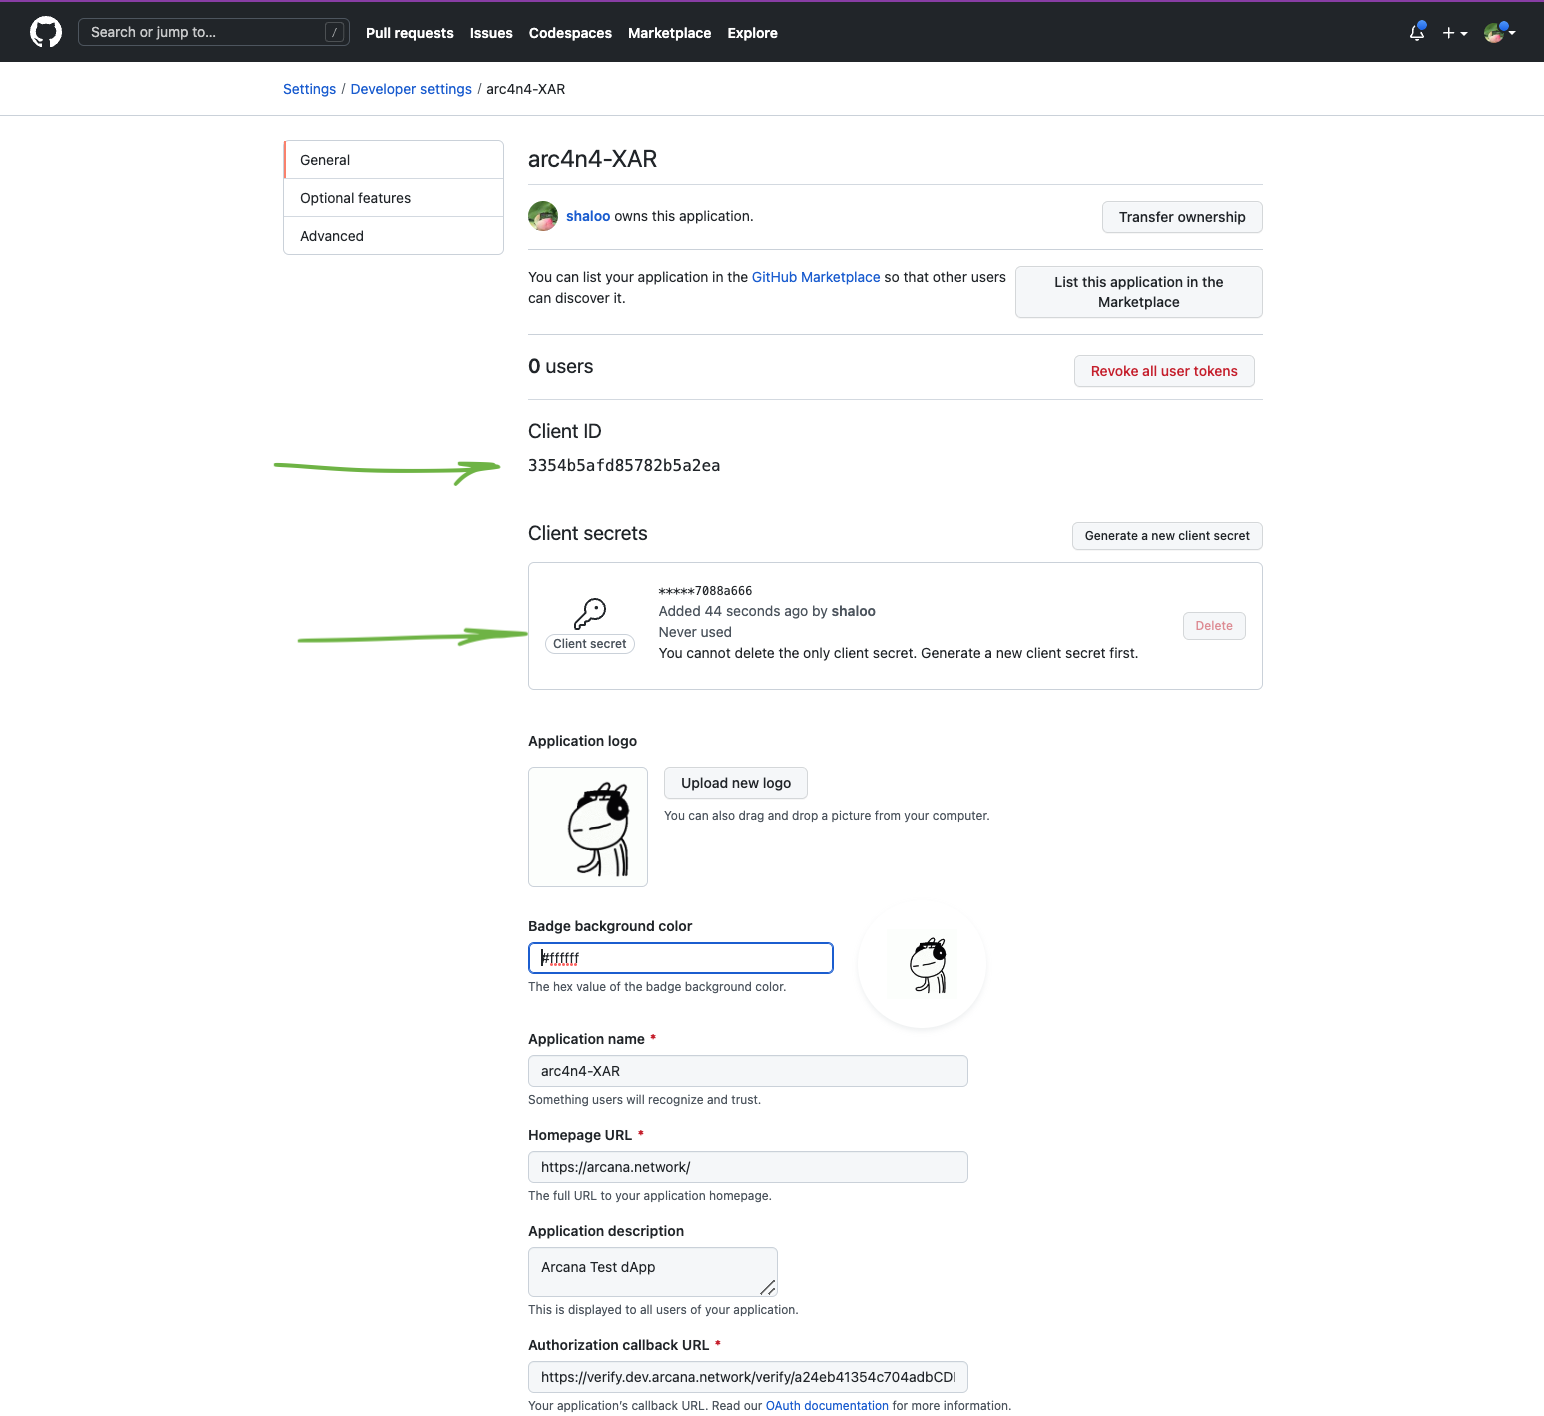 Search or jump to...
/
Pull requests
Issues
Codespaces
Marketplace
Explore
Settings / Developer settings / arc4n4-XAR
General
Optional features
Advanced
arc4n4-XAR
shaloo owns this application.
Transfer ownership
You can list your application in the GitHub Marketplace so that other users
can discover it.
List this application in the
Marketplace
0 users
Revoke all user tokens
Client ID
3354b5afd85782b5a2ea
Client secrets
Generate a new client secret
*****7088a666
Added 44 seconds ago by shaloo
Never used
You cannot delete the only client secret. Generate a new client secret first.
Client secret
Delete
Application logo
Upload new logo
You can also drag and drop a picture from your computer.
Badge background color
#ffffff
The hex value of the badge background color.
Application name *
arc4n4-XAR
Something users will recognize and trust.
Homepage URL *
https://arcana.network/
The full URL to your application homepage.
Application description
Arcana Test dApp
This is displayed to all users of your application.
Authorization callback URL *
https://verify.dev.arcana.network/verify/a24eb41354c704adbCD
Your application's callback URL. Read our OAuth documentation for more information.